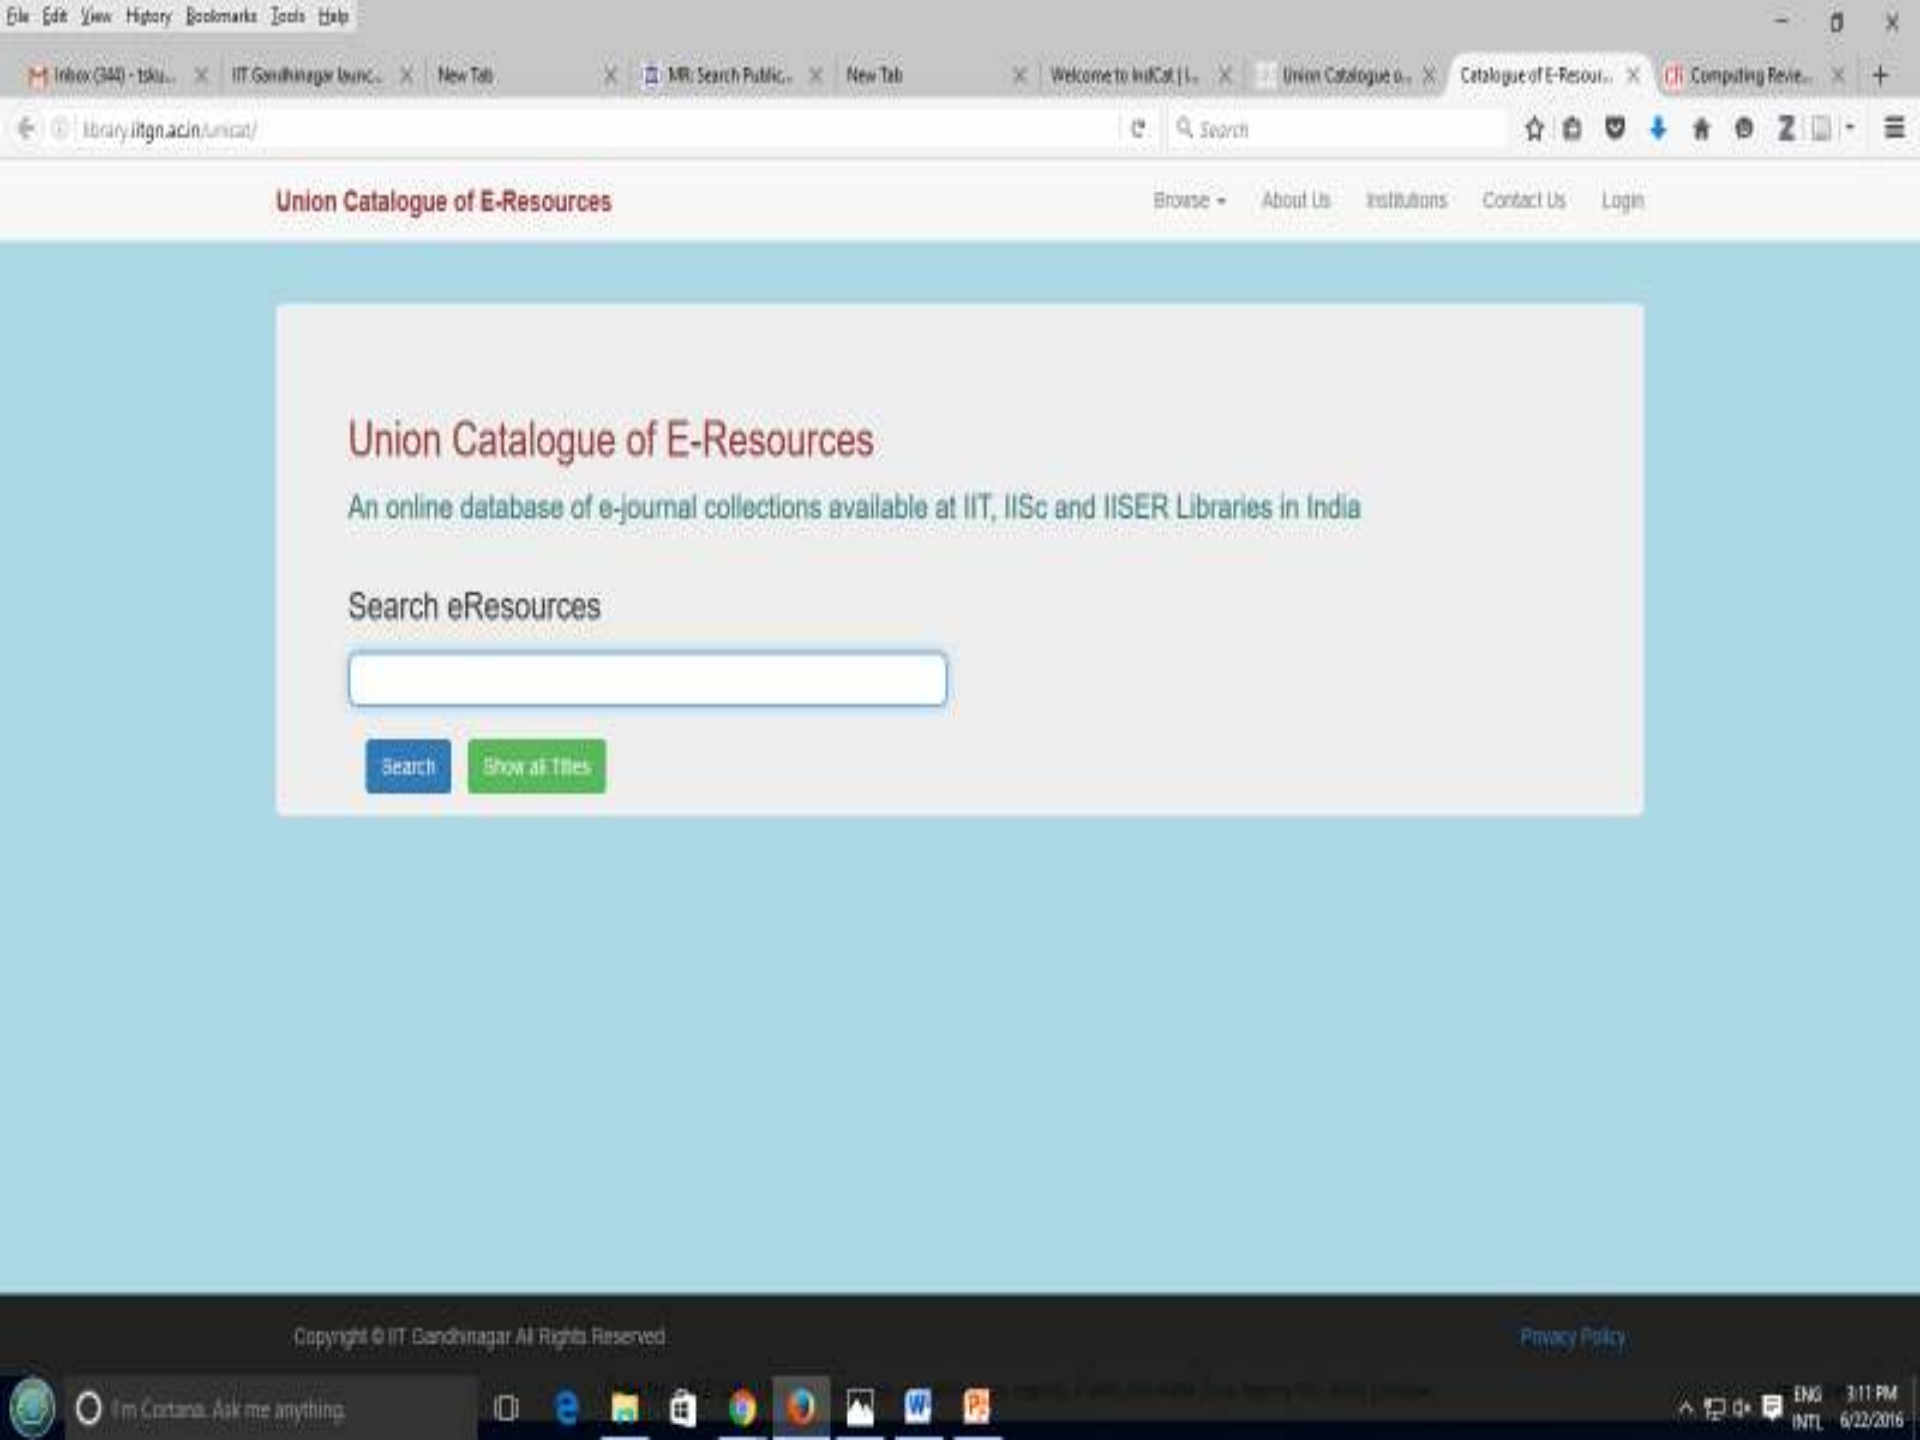 File Edit View History Bookmarks Tools Help
Inbox (344) - tsku... IIT Gandhinagar launc... New Tab MR: Search Public... New Tab Welcome to IndCat | I... Union Catalogue o... Catalogue of E-Resour... Computing Revie...
library.iitgn.ac.in/unicat/ Search
Union Catalogue of E-Resources Browse About Us Institutions Contact Us Login
Union Catalogue of E-Resources
An online database of e-journal collections available at IIT, IISc and IISER Libraries in India
Search eResources
Search Show all Titles
Copyright © IIT Gandhinagar All Rights Reserved Privacy Policy
I'm Cortana. Ask me anything. ENG 3:11 PM
INTL 6/22/2016